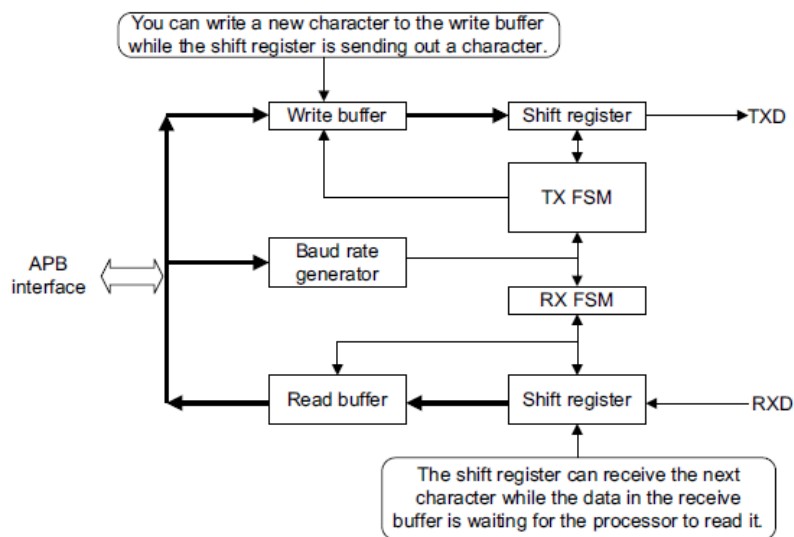 You can write a new character to the write buffer
while the shift register is sending out a character.
Write buffer
Shift register
TXD
TX FSM
Baud rate
generator
APB
interface
RX FSM
Read buffer
Shift register
RXD
The shift register can receive the next
character while the data in the receive
buffer is waiting for the processor to read it.